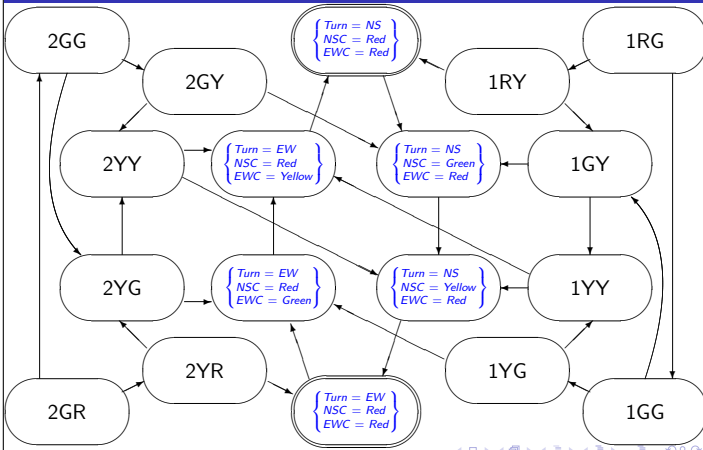 2GG
Turn = NS
NSC = Red
EWC = Red
1RG
2GY
1RY
2YY
Turn = EW
NSC = Red
EWC = Yellow
Turn = NS
NSC = Green
EWC = Red
1GY
2YG
Turn = EW
NSC = Red
EWC = Green
Turn = NS
NSC = Yellow
EWC = Red
1YY
2YR
1YG
2GR
Turn = EW
NSC = Red
EWC = Red
1GG